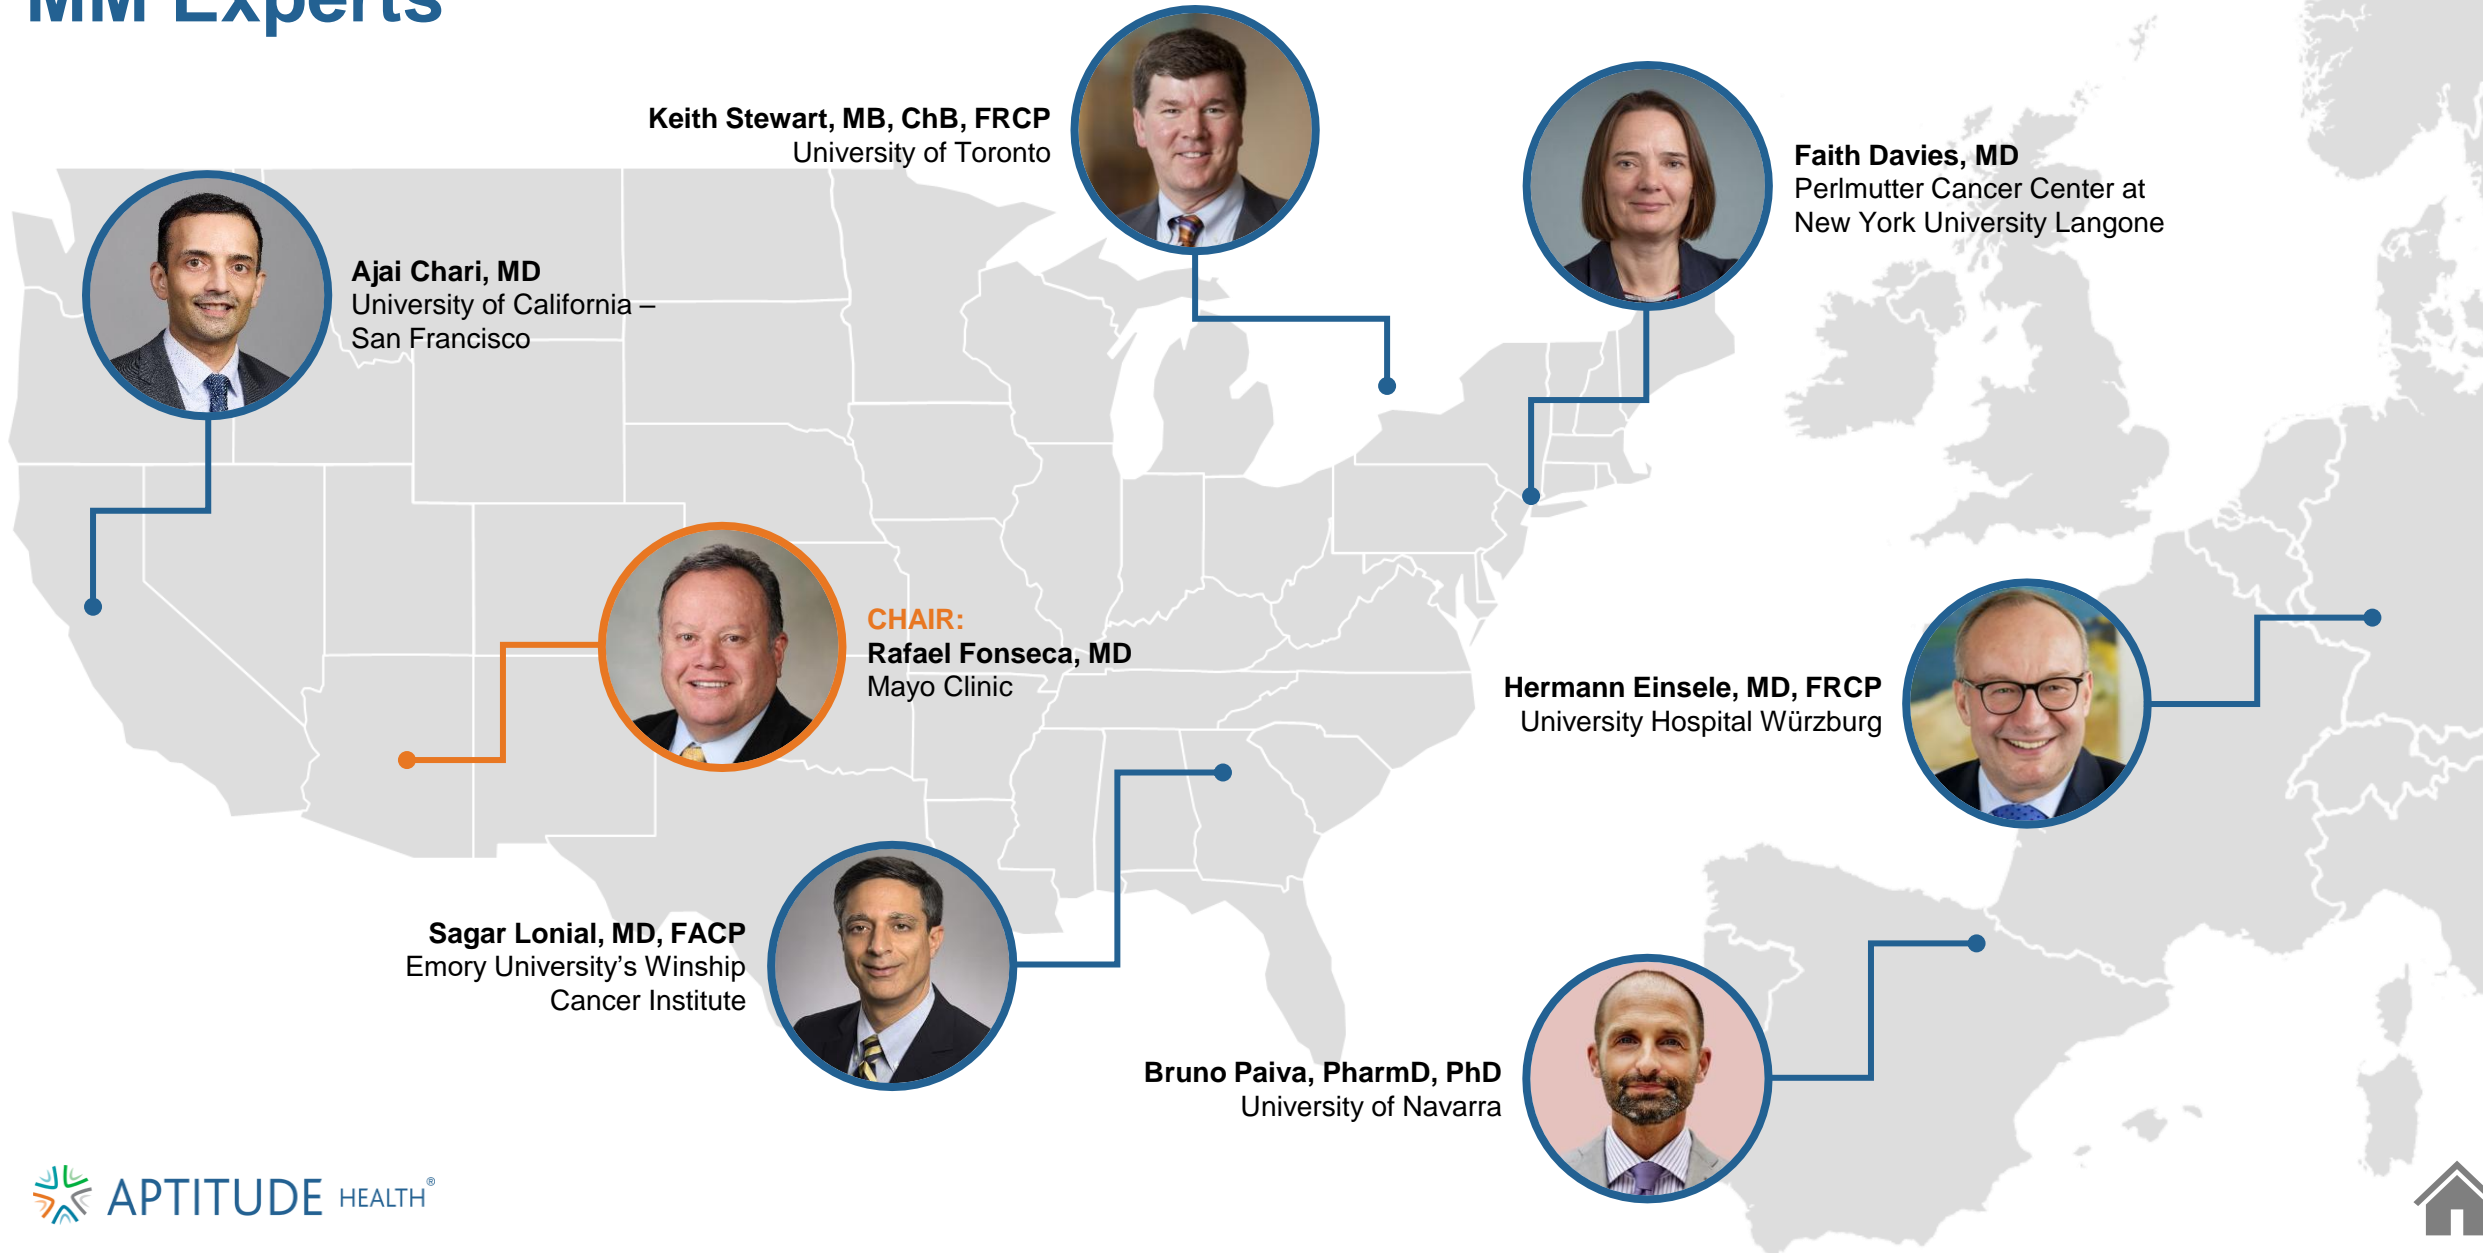 MM Experts
Keith Stewart, MB, ChB, FRCP
University of Toronto
Faith Davies, MD
Perlmutter Cancer Center at
New York University Langone
Ajai Chari, MD
University of California –
San Francisco
CHAIR:
Rafael Fonseca, MD
Mayo Clinic
Hermann Einsele, MD, FRCP
University Hospital Würzburg
Sagar Lonial, MD, FACP
Emory University’s Winship
Cancer Institute
Bruno Paiva, PharmD, PhD
University of Navarra
APTITUDE HEALTH®